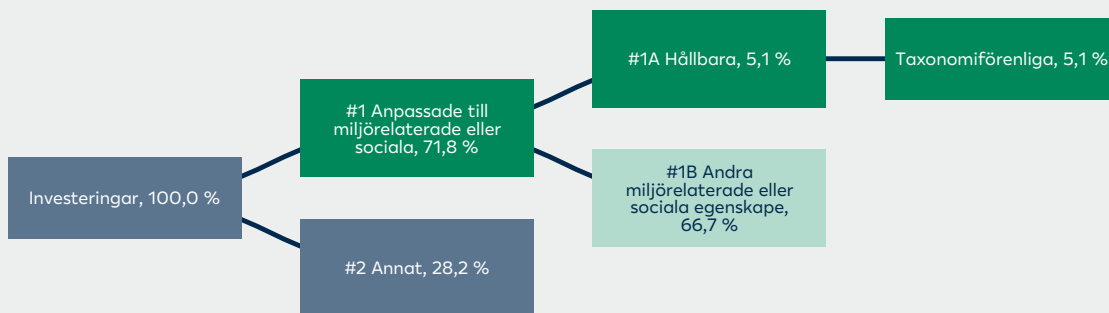 #1A Hållbara, 5,1 %
Taxonomiförenliga, 5,1 %
#1 Anpassade till
miljörelaterade eller
sociala, 71,8 %
Investeringar, 100,0 %
#1B Andra
miljörelaterade eller
sociala egenskape,
66,7 %
#2 Annat, 28,2 %